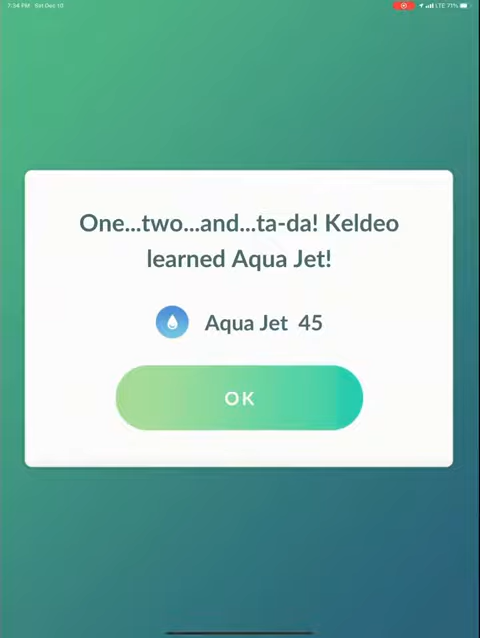 7:34 PM Sat Dec 10
LTE 71%
One...two...and...ta-da! Keldeo
learned Aqua Jet!
Aqua Jet 45
OK